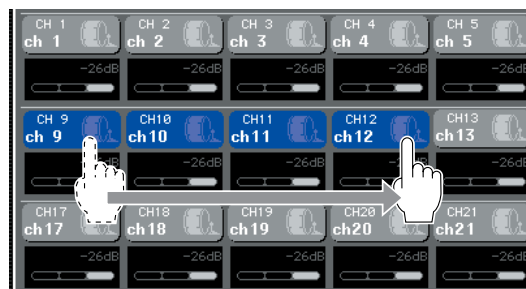 CH 1 CH 2 CH 3 CH 4 CH 5
ch 1 ch 2 ch 3 ch 4 ch 5
-26dB -26dB -26dB -26dB -26dB
CH 9 CH10 CH11 CH12 CH13
ch 9 ch10 ch11 ch12 ch13
-26dB -26dB -26dB -26dB
CH17 CH18 CH19 CH20 CH21
ch17 ch18 ch19 ch20 ch21
-26dB -26dB -26dB -26dB -26dB